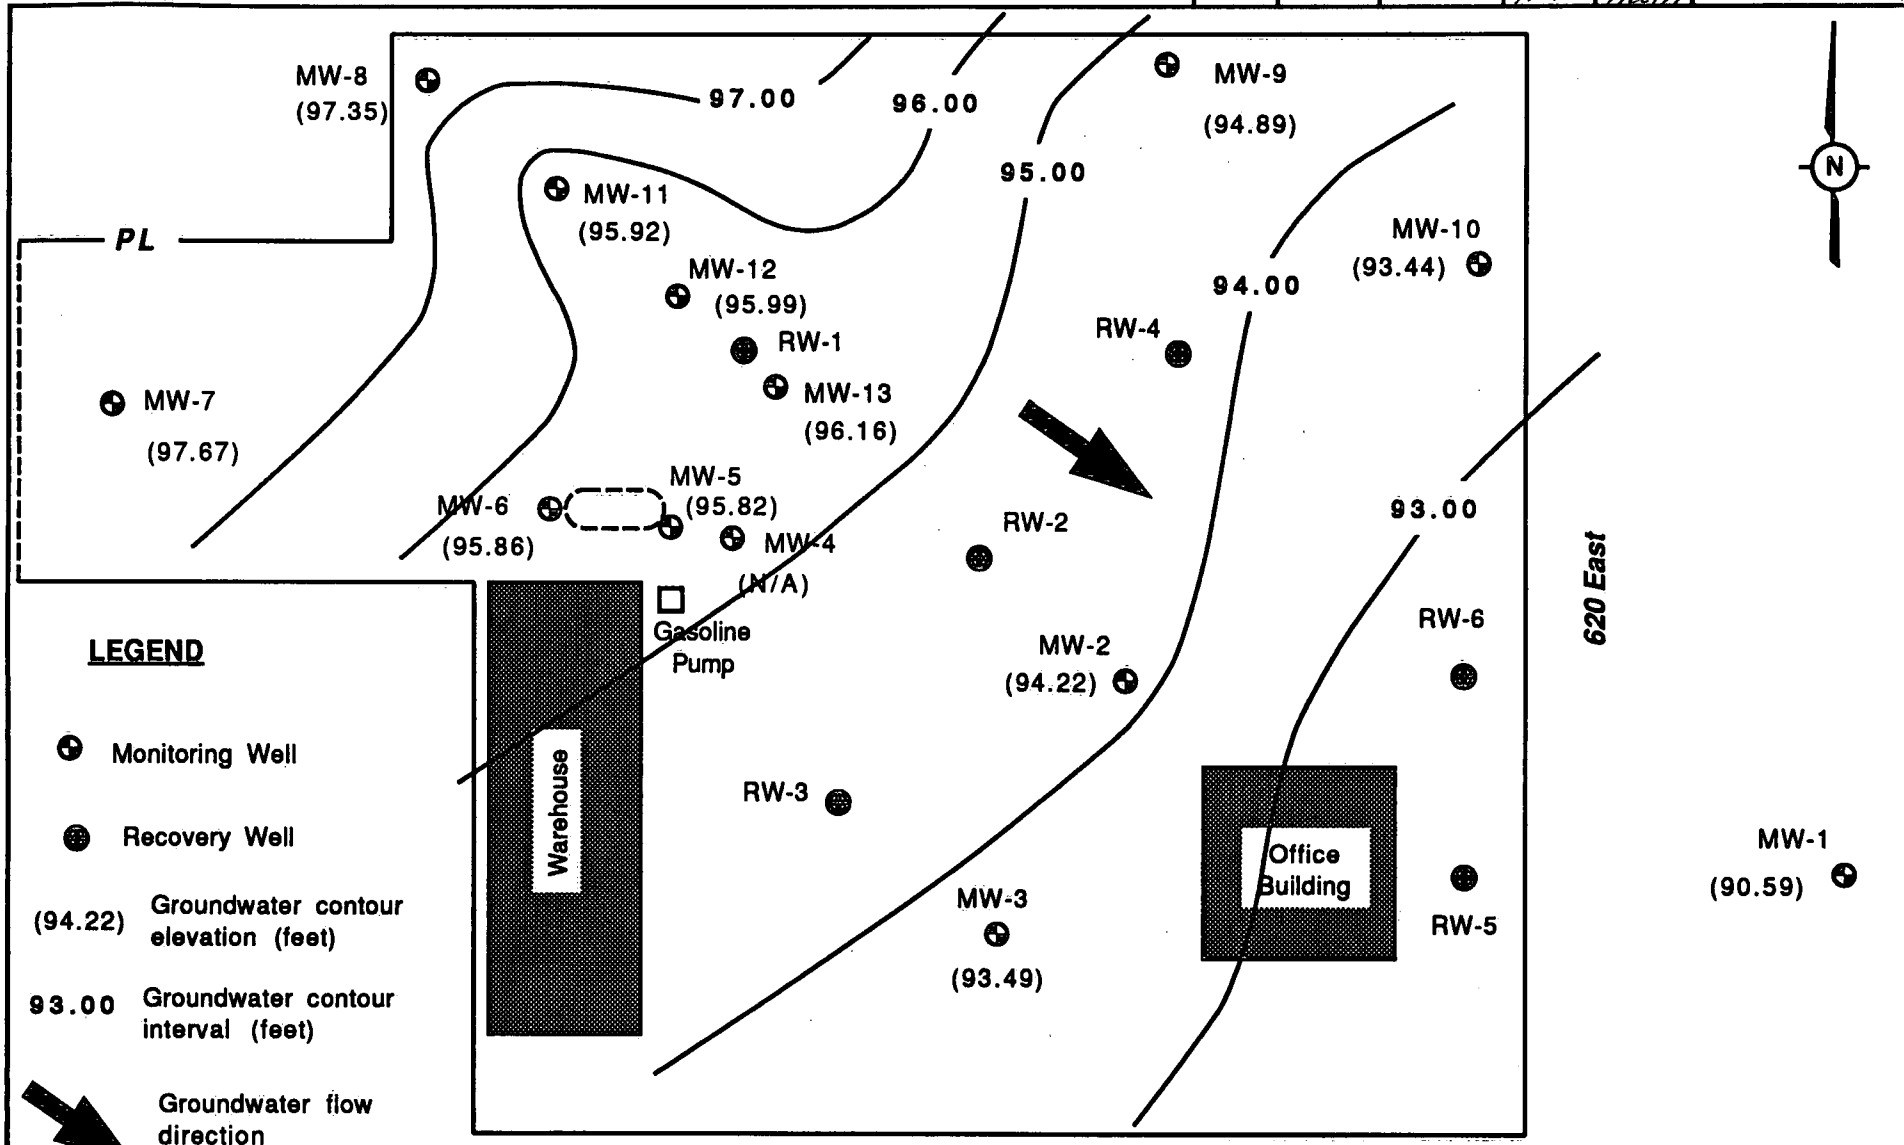 MW-8
(97.35)
97.00
96.00
MW-9
(94.89)
95.00
N
MW-11
(95.92)
PL
MW-10
(93.44)
MW-12
(95.99)
94.00
RW-1
RW-4
MW-7
(97.67)
MW-13
(96.16)
MW-5
(95.82)
MW-6
(95.86)
MW-4
(N/A)
RW-2
93.00
620 East
Gasoline
Pump
MW-2
(94.22)
RW-6
LEGEND
Monitoring Well
Recovery Well
(94.22) Groundwater contour
elevation (feet)
93.00 Groundwater contour
interval (feet)
Groundwater flow
direction
Warehouse
RW-3
Office
Building
MW-3
(93.49)
RW-5
MW-1
(90.59)